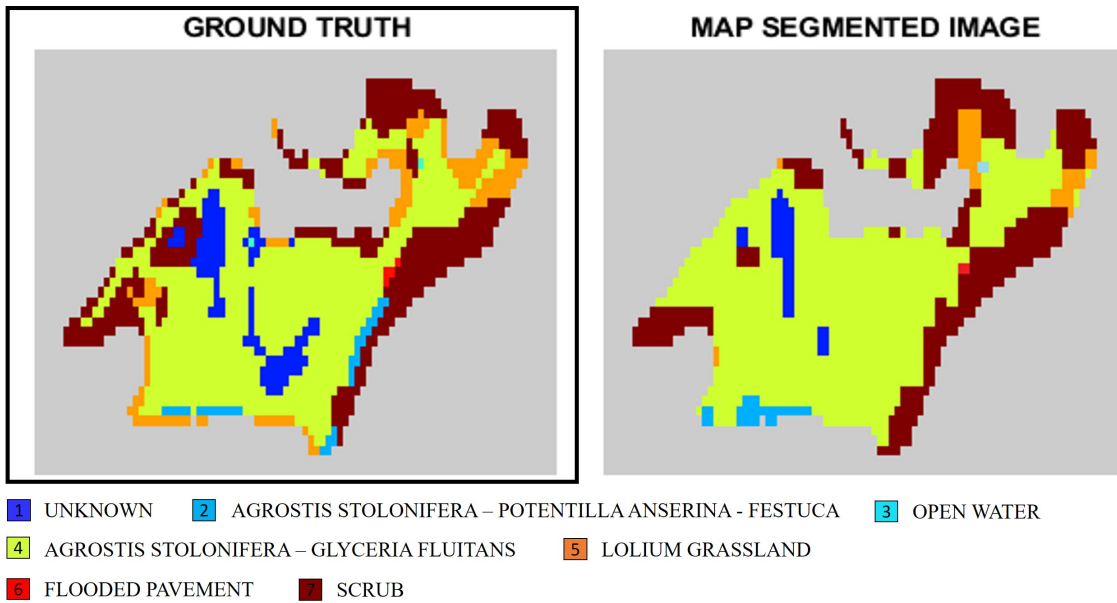 GROUND TRUTH
MAP SEGMENTED IMAGE
1 UNKNOWN 2 AGROSTIS STOLONIFERA – POTENTILLA ANSERINA - FESTUCA 3 OPEN WATER
4 AGROSTIS STOLONIFERA – GLYCERIA FLUITANS 5 LOLIUM GRASSLAND
6 FLOODED PAVEMENT 7 SCRUB